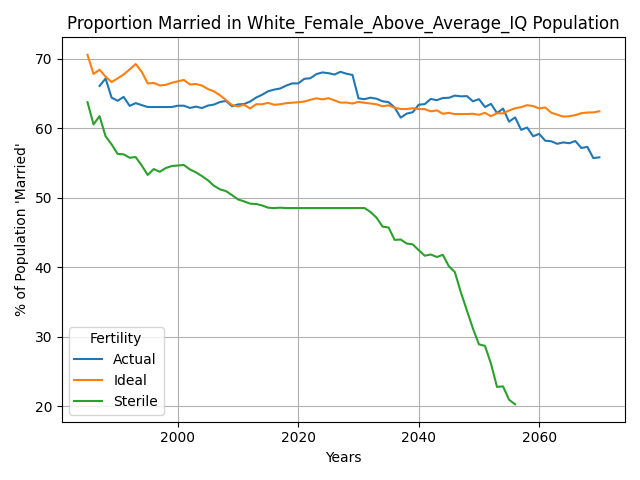 Proportion Married in White_Female_Above_Average_IQ Population
% of Population 'Married'
70
60
50
40
30
20
Fertility
Actual
Ideal
Sterile
2000
2020
2040
2060
Years